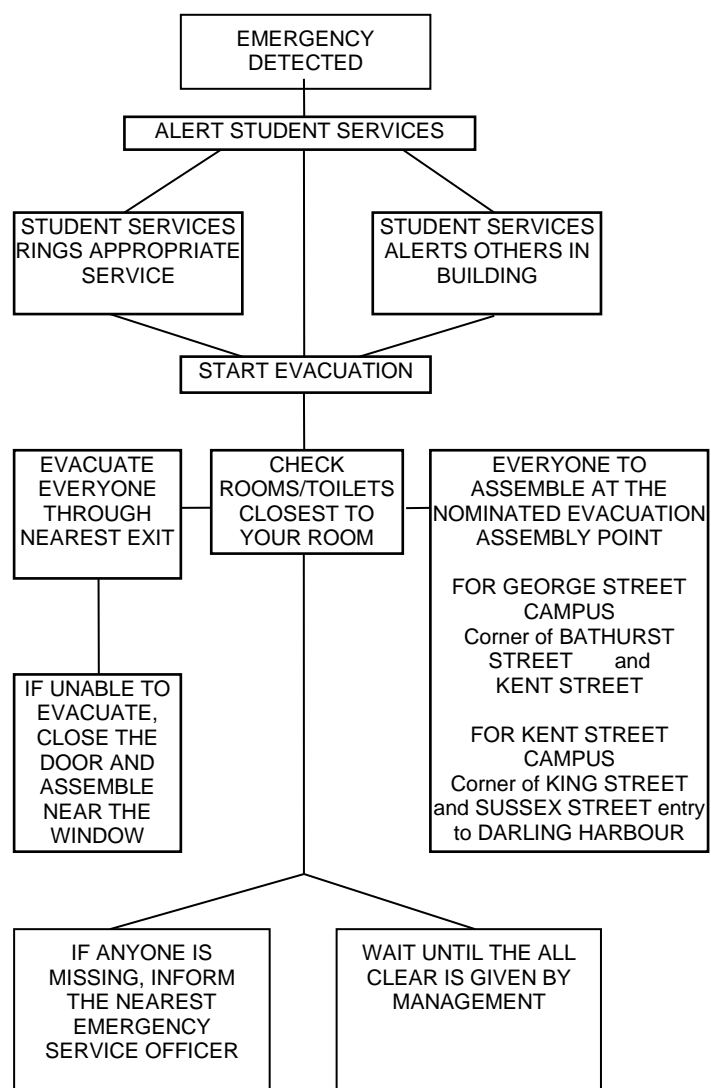 EMERGENCY
DETECTED
ALERT STUDENT SERVICES
STUDENT SERVICES
RINGS APPROPRIATE
SERVICE
STUDENT SERVICES
ALERTS OTHERS IN
BUILDING
START EVACUATION
EVACUATE
EVERYONE
THROUGH
NEAREST EXIT
CHECK
ROOMS/TOILETS
CLOSEST TO
YOUR ROOM
EVERYONE TO
ASSEMBLE AT THE
NOMINATED EVACUATION
ASSEMBLY POINT
FOR GEORGE STREET
CAMPUS
Corner of BATHURST
STREET and
KENT STREET
FOR KENT STREET
CAMPUS
Corner of KING STREET
and SUSSEX STREET entry
to DARLING HARBOUR
IF UNABLE TO
EVACUATE,
CLOSE THE
DOOR AND
ASSEMBLE
NEAR THE
WINDOW
IF ANYONE IS
MISSING, INFORM
THE NEAREST
EMERGENCY
SERVICE OFFICER
WAIT UNTIL THE ALL
CLEAR IS GIVEN BY
MANAGEMENT